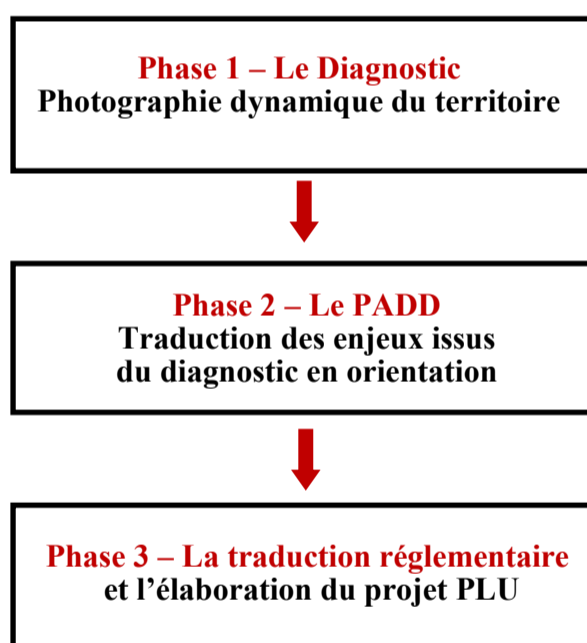 Phase 1 – Le Diagnostic
Photographie dynamique du territoire
Phase 2 – Le PADD
Traduction des enjeux issus
du diagnostic en orientation
Phase 3 – La traduction réglementaire
et l’élaboration du projet PLU